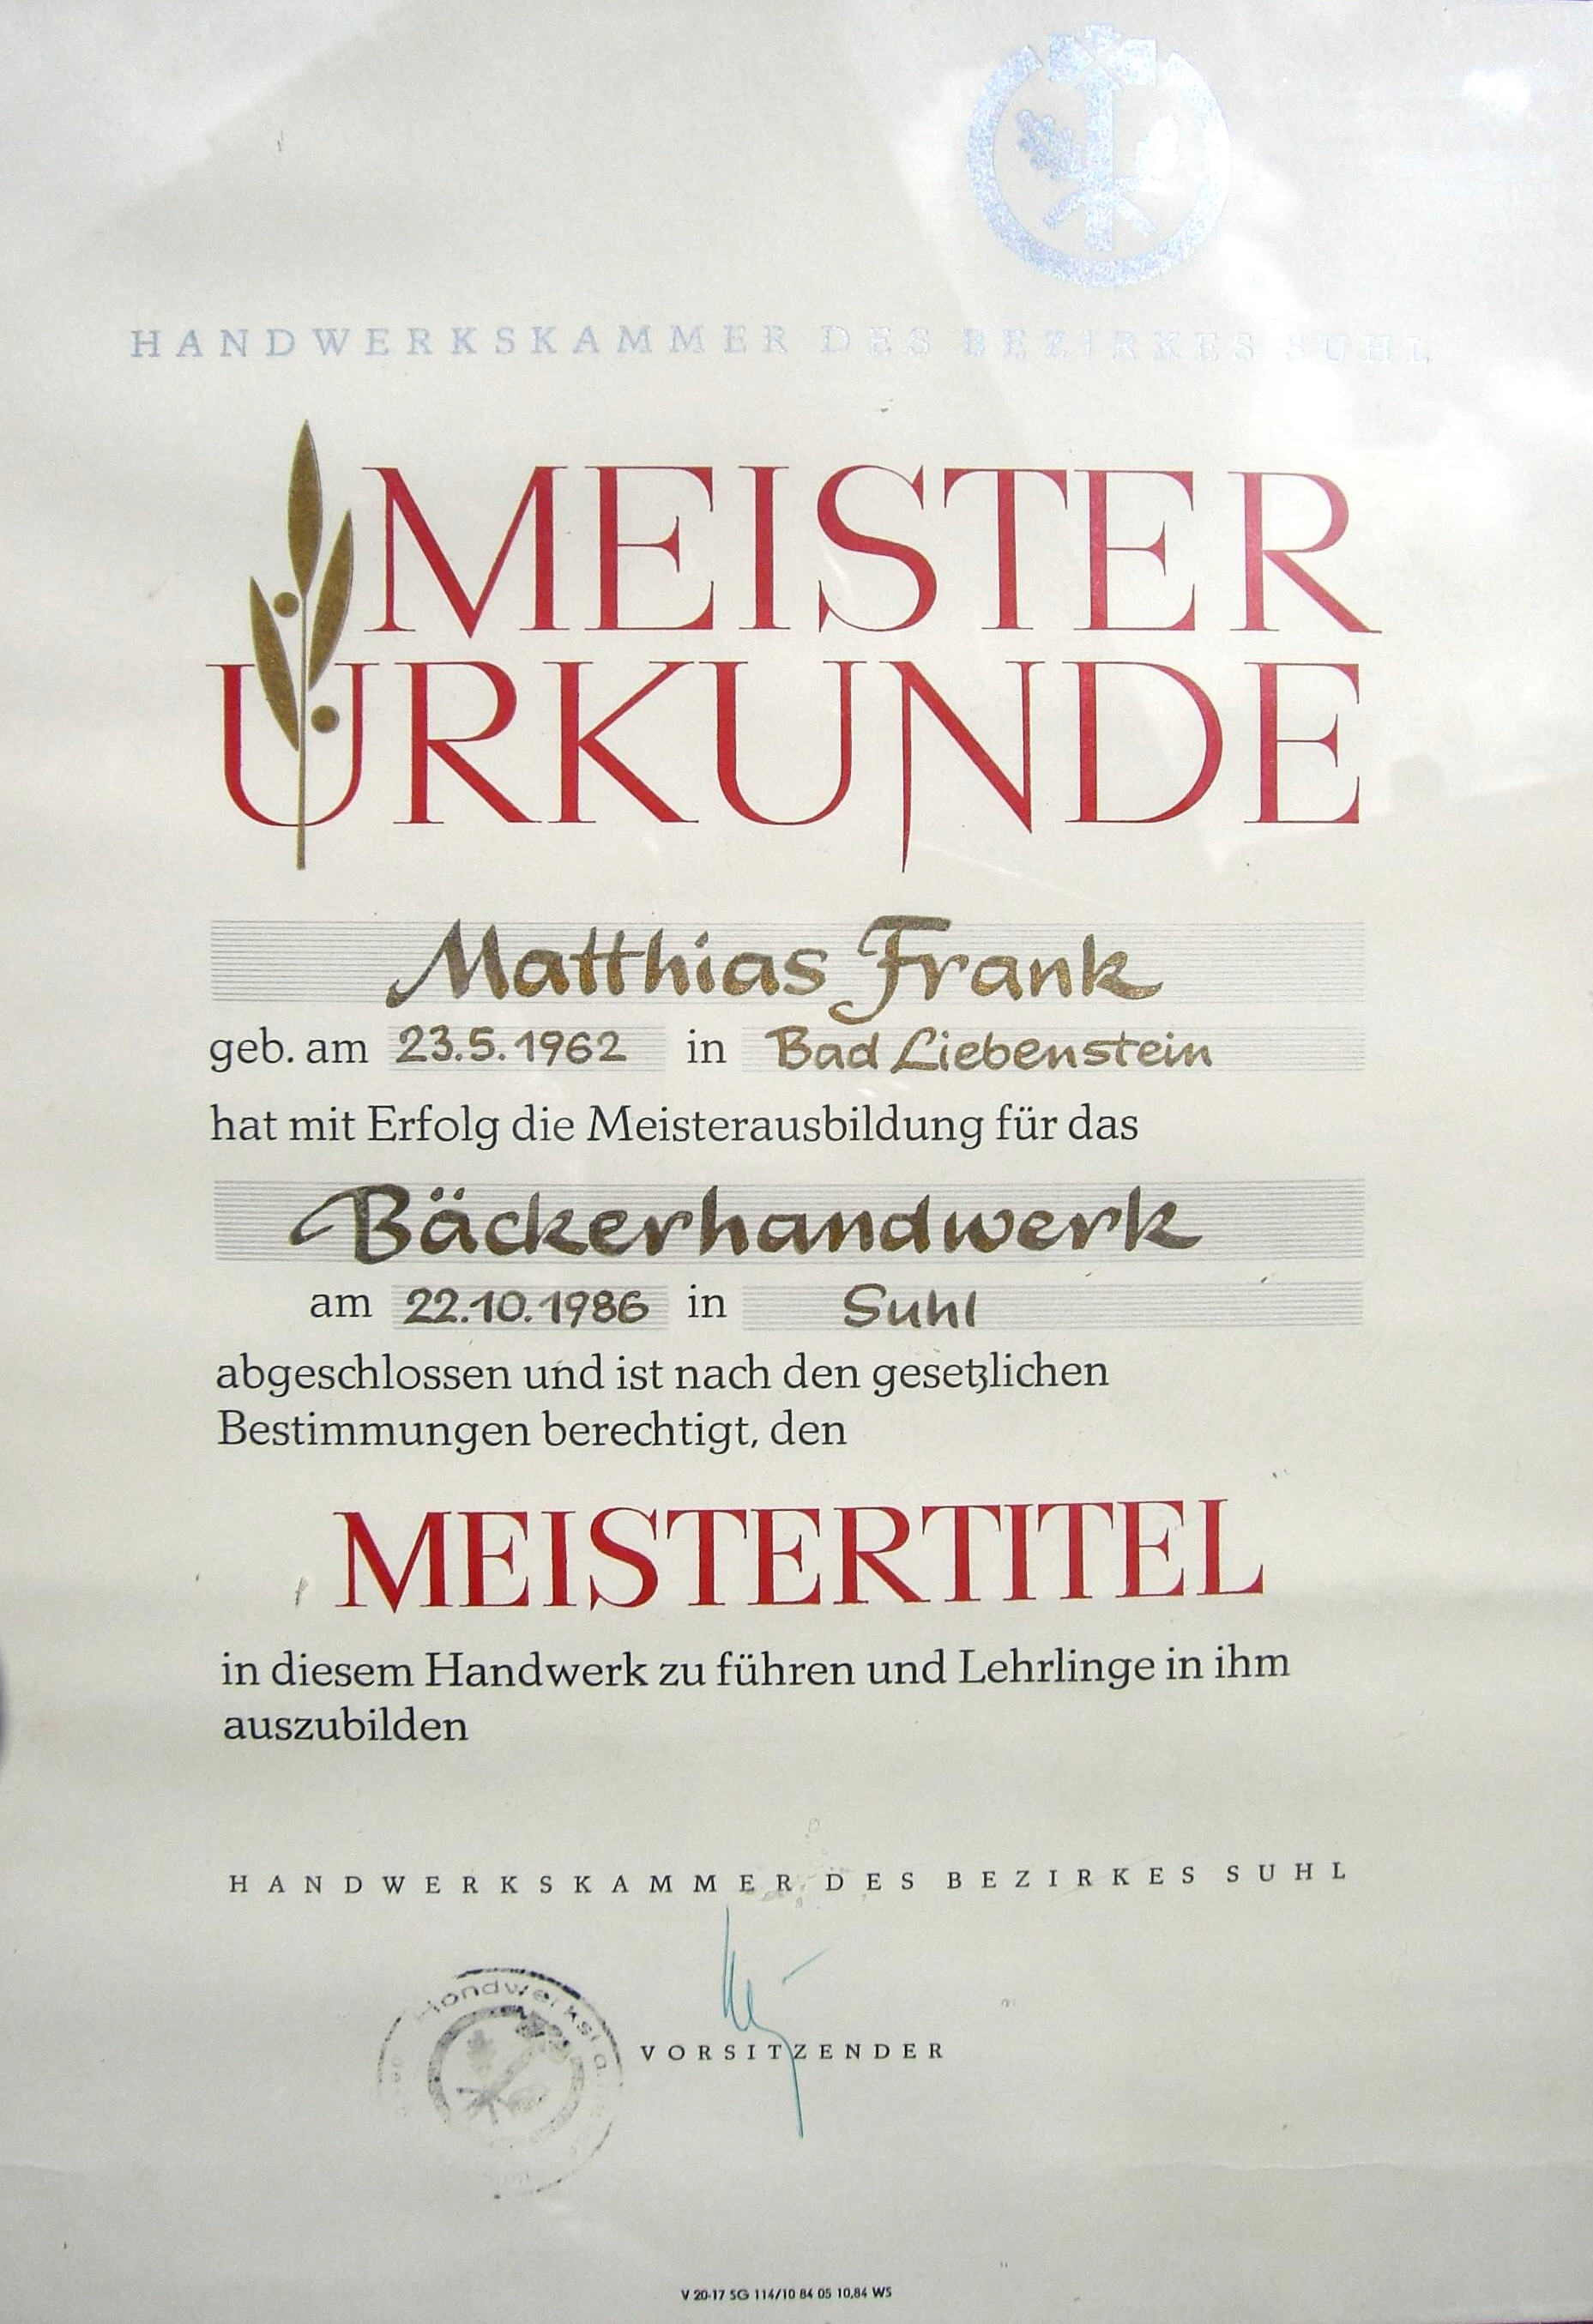 HANDWERKSKAMMER DES BEZIRKES SUHL
MEISTER
URKUNDE
Matthias Frank
geb. am 23.5.1962 in Bad Liebenstein
hat mit Erfolg die Meisterausbildung für das
Bäckerhandwerk
am 22.10.1986 in Suhl
abgeschlossen und ist nach den gesetzlichen
Bestimmungen berechtigt, den
MEISTERTITEL
in diesem Handwerk zu führen und Lehrlinge in ihm
auszubilden
HANDWERKSKAMMER DES BEZIRKES SUHL
VORSITZENDER
V 20-17 SG 114/10 84 05 10,84 WS